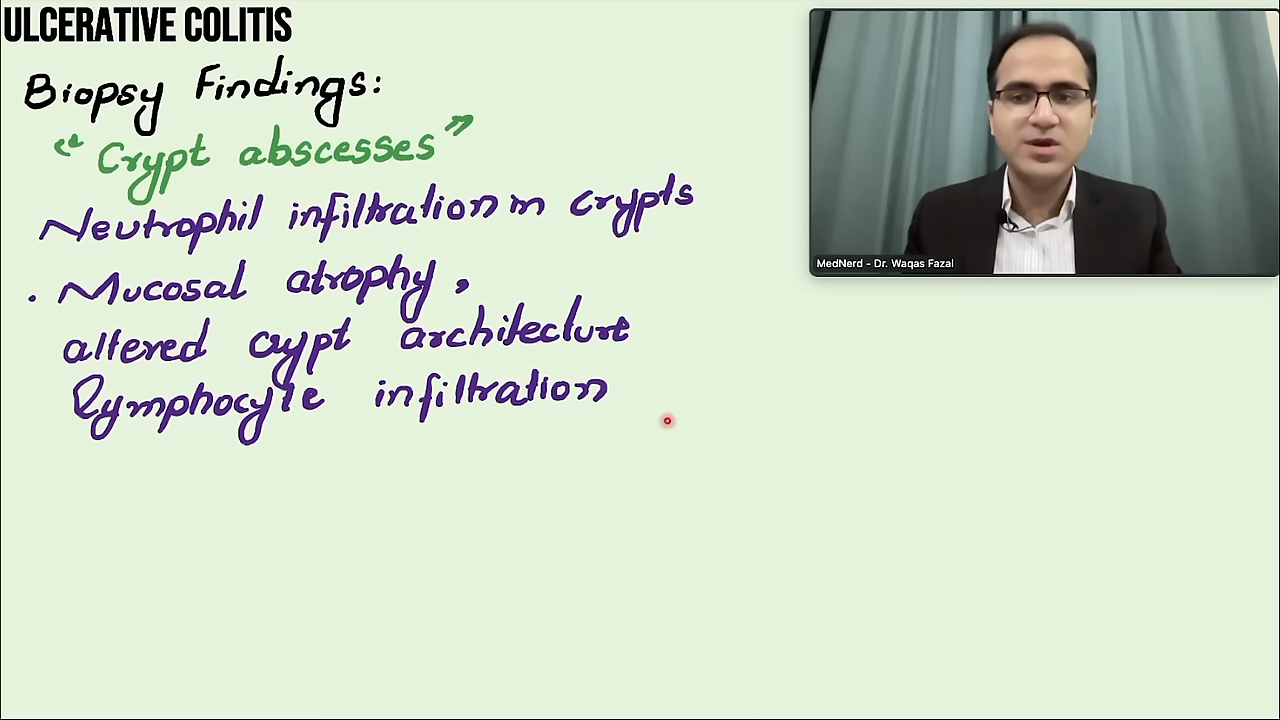 ULCERATIVE COLITIS
Biopsy Findings:
"Crypt abscesses"
Neutrophil infiltration in crypts
. Mucosal atrophy,
altered crypt architecture
lymphocyte infiltration
MedNerd - Dr. Waqas Fazal